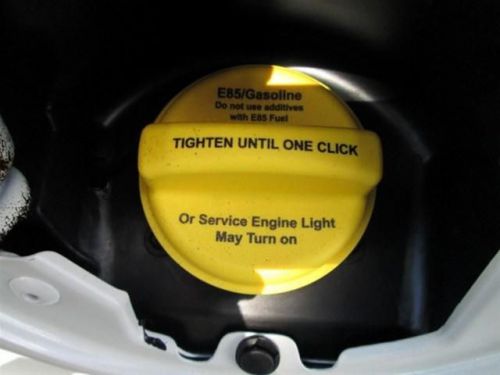 E85/Gasoline
Do not use additives
with E85 Fuel
TIGHTEN UNTIL ONE CLICK
Or Service Engine Light
May Turn on